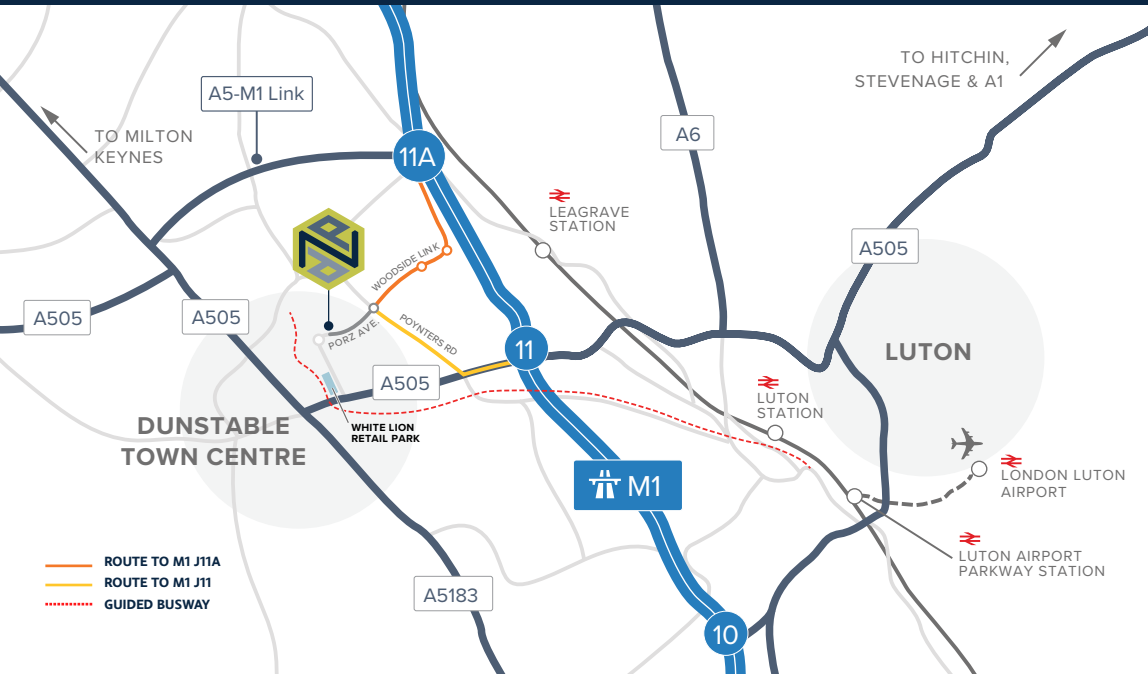 TO HITCHIN,
STEVENAGE & A1
A5-M1 Link
A6
TO MILTON
KEYNES
11A
LEAGRAVE
STATION
A505
WOODSIDE LINK
A505
A505
PORZ AVE.
POYNTERS RD
11
LUTON
A505
LUTON
STATION
DUNSTABLE
TOWN CENTRE
WHITE LION
RETAIL PARK
M1
LONDON LUTON
AIRPORT
LUTON AIRPORT
PARKWAY STATION
ROUTE TO M1 J11A
ROUTE TO M1 J11
GUIDED BUSWAY
A5183
10